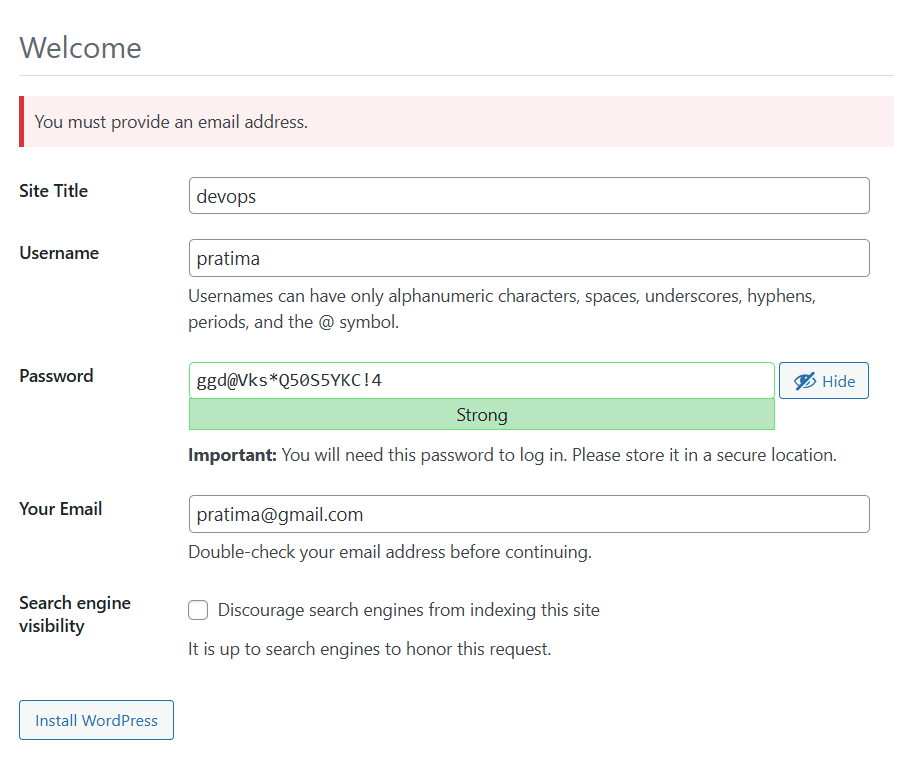 Welcome
You must provide an email address.
Site Title
devops
Username
pratima
Usernames can have only alphanumeric characters, spaces, underscores, hyphens,
periods, and the @ symbol.
Password
ggd@Vks*Q50S5YKC!4
Hide
Strong
Important: You will need this password to log in. Please store it in a secure location.
Your Email
pratima@gmail.com
Double-check your email address before continuing.
Search engine
visibility
Discourage search engines from indexing this site
It is up to search engines to honor this request.
Install WordPress